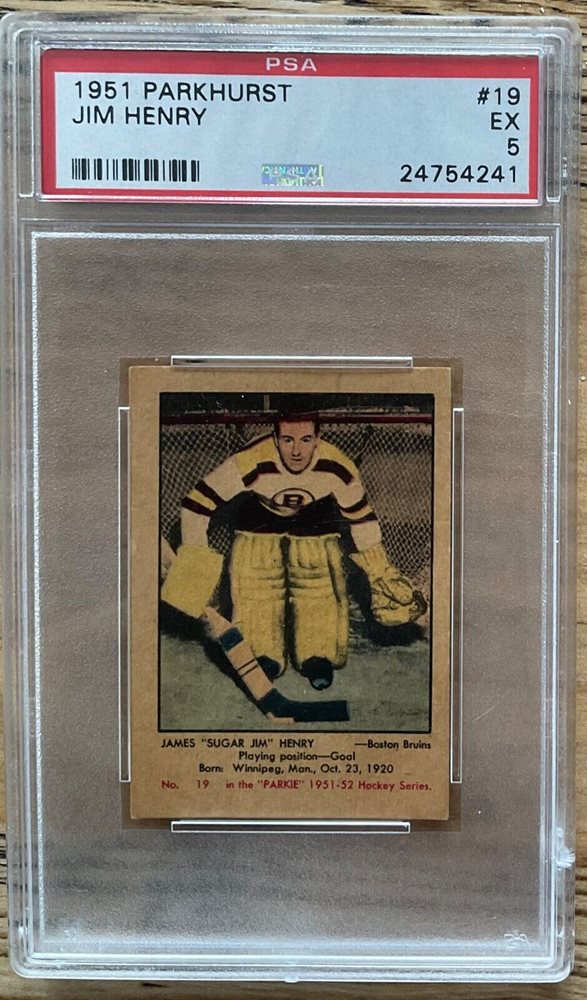 PSA
1951 PARKHURST #19
JIM HENRY EX
5
24754241
B
JAMES "SUGAR JIM" HENRY —Boston Bruins
Playing position—Goal
Born: Winnipeg, Man., Oct. 23, 1920
No. 19 in the "PARKIE" 1951-52 Hockey Series.